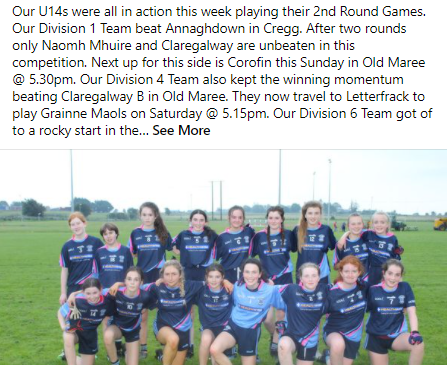 Our U14s were all in action this week playing their 2nd Round Games.
Our Division 1 Team beat Annaghdown in Cregg. After two rounds
only Naomh Mhuire and Claregalway are unbeaten in this
competition. Next up for this side is Corofin this Sunday in Old Maree
@ 5.30pm. Our Division 4 Team also kept the winning momentum
beating Claregalway B in Old Maree. They now travel to Letterfrack to
play Grainne Maols on Saturday @ 5.15pm. Our Division 6 Team got of
to a rocky start in the... See More